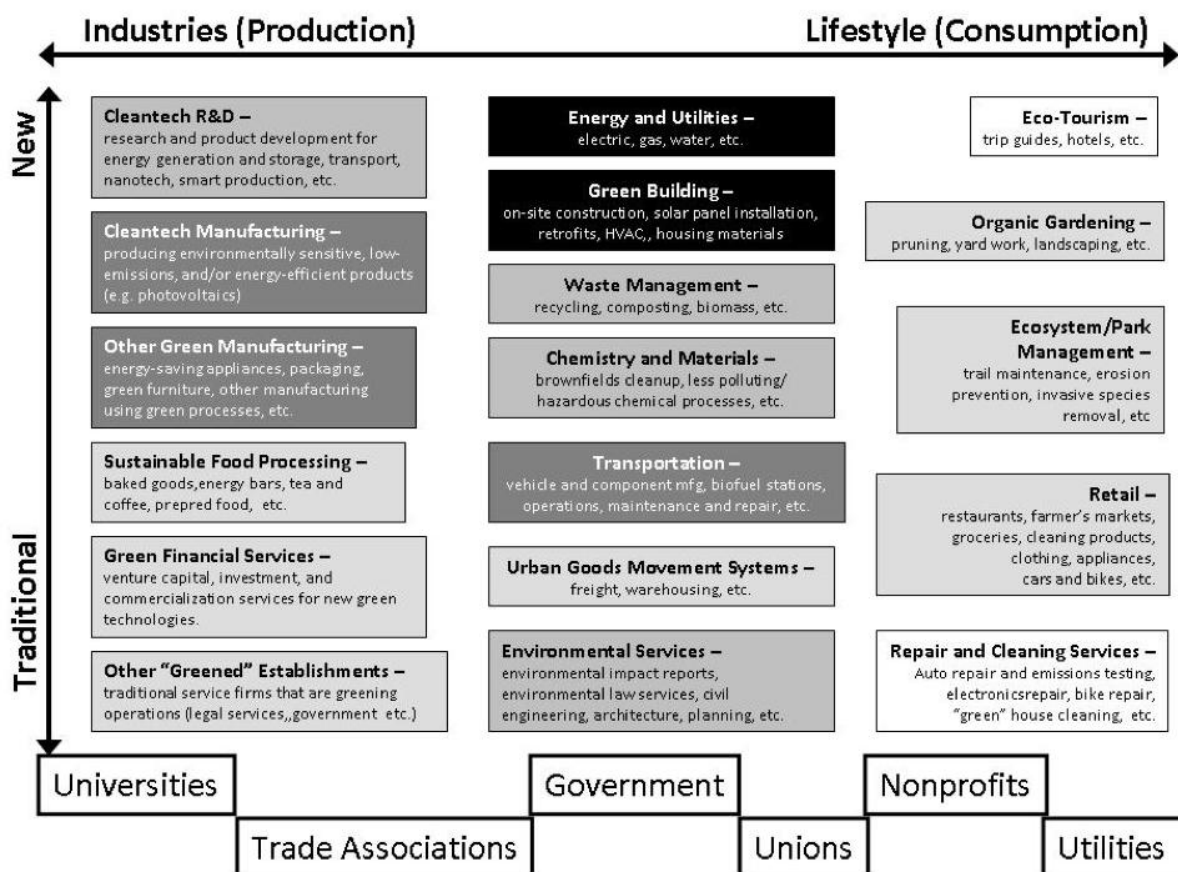 Industries (Production)
Lifestyle (Consumption)
New
Traditional
Cleantech R&D –
research and product development for
energy generation and storage, transport,
nanotech, smart production, etc.
Cleantech Manufacturing –
producing environmentally sensitive, low-
emissions, and/or energy-efficient products
(e.g. photovoltaics)
Other Green Manufacturing –
energy-saving appliances, packaging,
green furniture, other manufacturing
using green processes, etc.
Sustainable Food Processing –
baked goods,energy bars, tea and
coffee, prepred food, etc.
Green Financial Services –
venture capital, investment, and
commercialization services for new green
technologies.
Other “Greened” Establishments –
traditional service firms that are greening
operations (legal services,,government etc.)
Energy and Utilities –
electric, gas, water, etc.
Green Building –
on-site construction, solar panel installation,
retrofits, HVAC,, housing materials
Waste Management –
recycling, composting, biomass, etc.
Chemistry and Materials –
brownfields cleanup, less polluting/
hazardous chemical processes, etc.
Transportation –
vehicle and component mfg, biofuel stations,
operations, maintenance and repair, etc.
Urban Goods Movement Systems –
freight, warehousing, etc.
Environmental Services –
environmental impact reports,
environmental law services, civil
engineering, architecture, planning, etc.
Eco-Tourism –
trip guides, hotels, etc.
Organic Gardening –
pruning, yard work, landscaping, etc.
Ecosystem/Park
Management –
trail maintenance, erosion
prevention, invasive species
removal, etc
Retail –
restaurants, farmer’s markets,
groceries, cleaning products,
clothing, appliances,
cars and bikes, etc.
Repair and Cleaning Services –
Auto repair and emissions testing,
electronicsrepair, bike repair,
“green” house cleaning, etc.
Universities
Government
Nonprofits
Trade Associations
Unions
Utilities